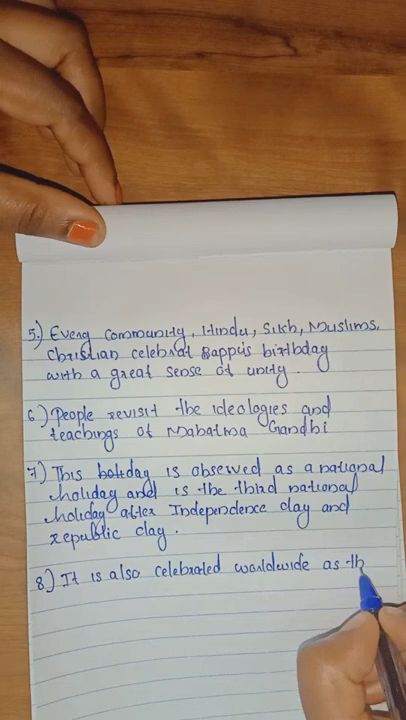 5.) Eveng community, Hindu, Sikh, Muslims,
Christian celebrat Bappu's birthday
with a great sense of unity.
6.) People revisit the ideologies and
teachings of Mahatma Gandhi
7.) This holiday is observed as a national
holiday and is the third national
holiday after Independence day and
republic day.
8.) It is also celebrated worldwide as th